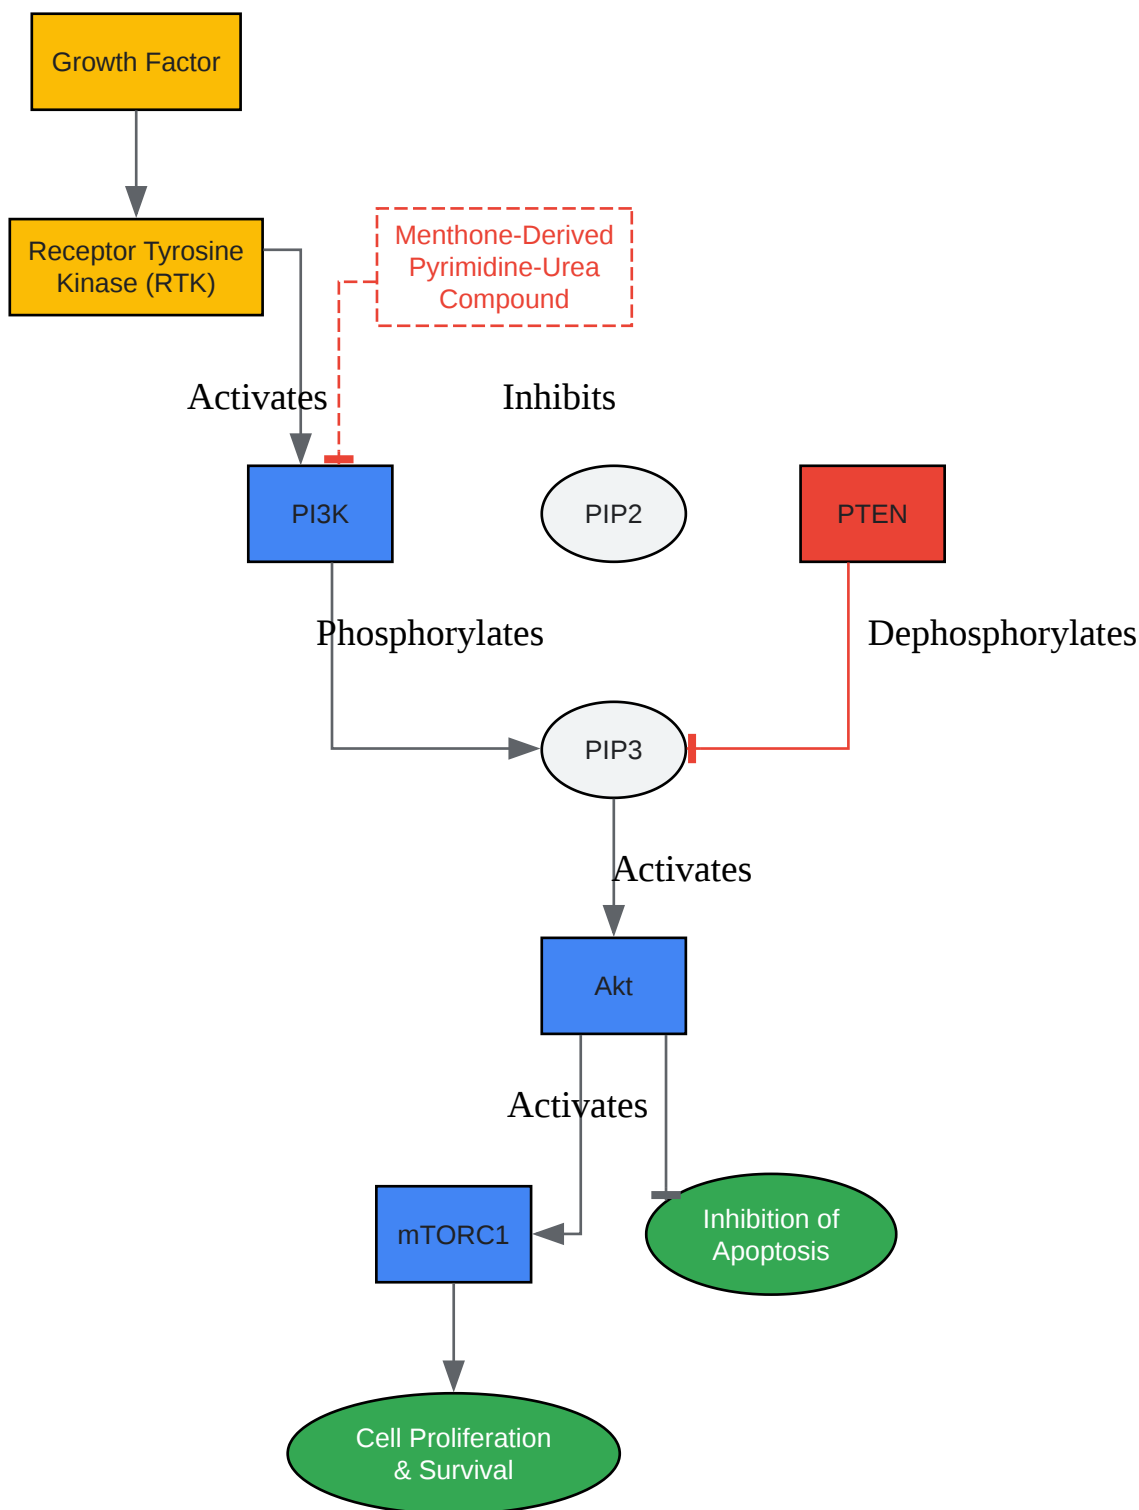 Growth Factor
Receptor Tyrosine
Kinase (RTK)
Menthone-Derived
Pyrimidine-Urea
Compound
Activates
Inhibits
PI3K
PIP2
PTEN
Phosphorylates
Dephosphorylates
PIP3
Activates
Akt
Activates
mTORC1
Inhibition of
Apoptosis
Cell Proliferation
& Survival